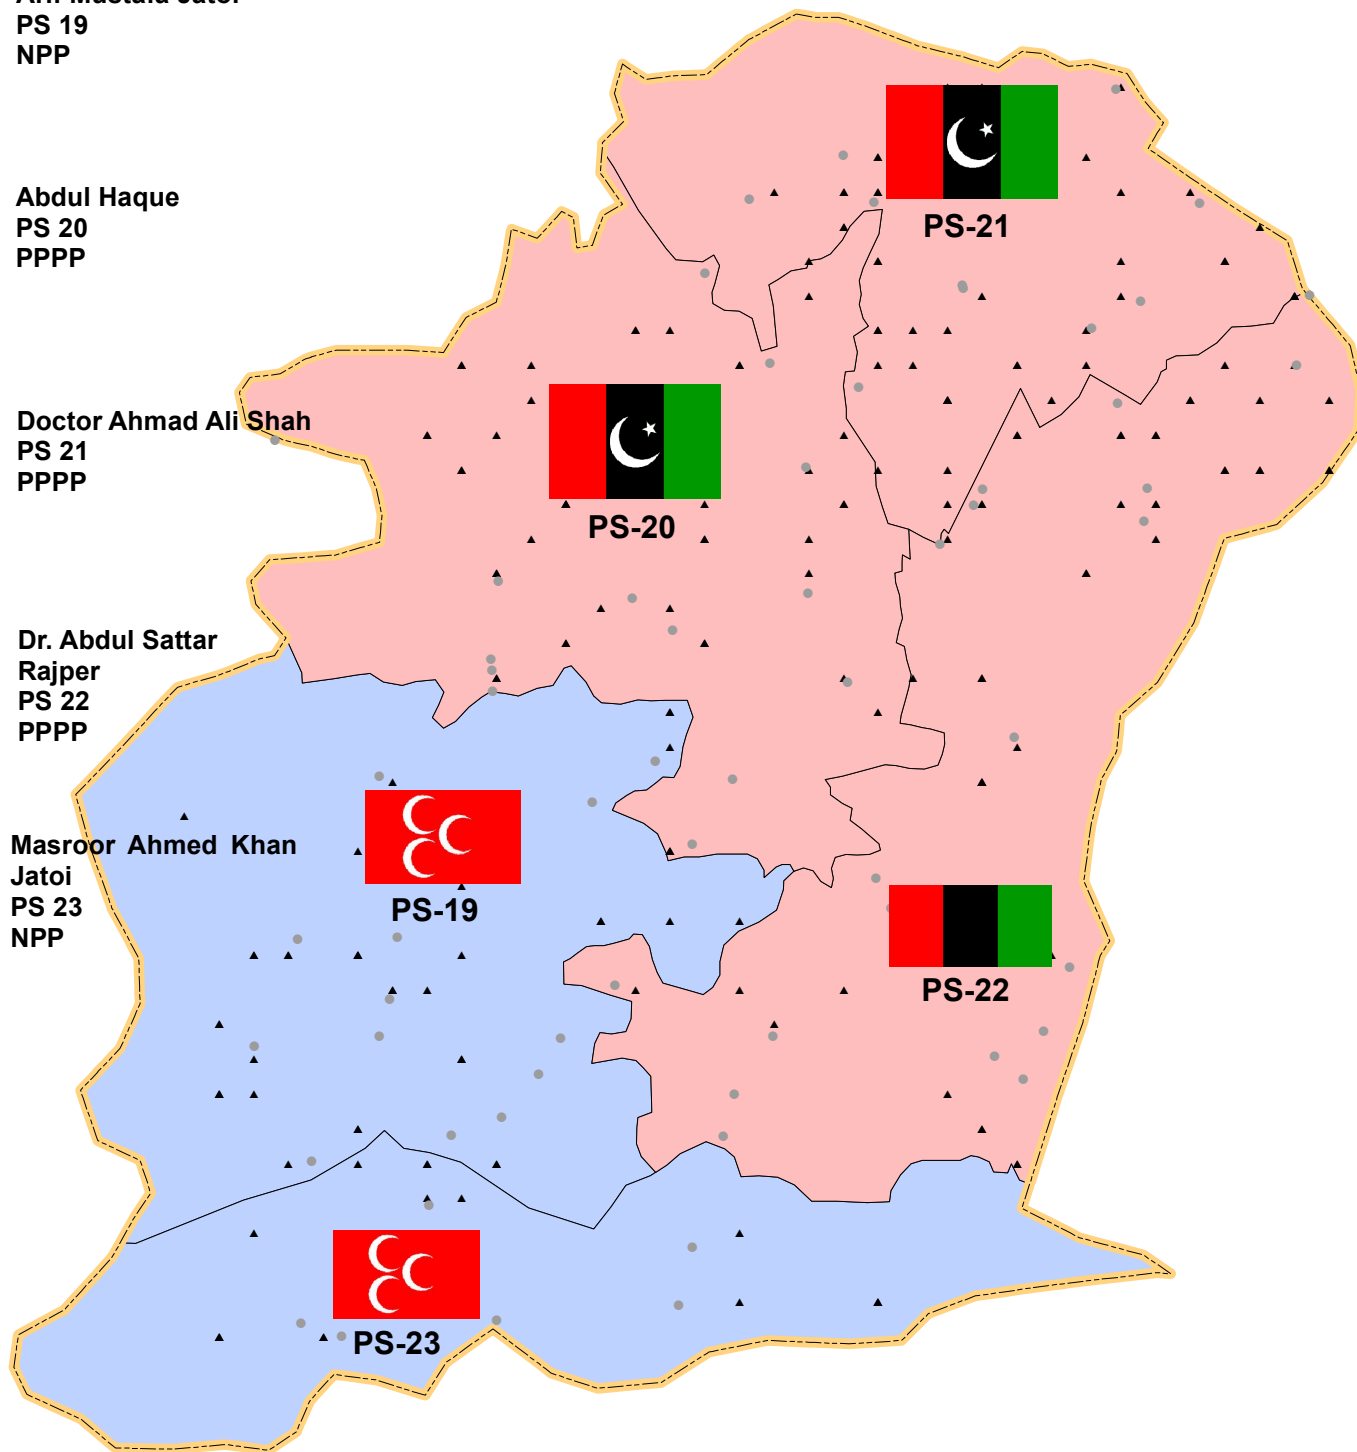 Mustafa Jatoi
PS 19
NPP
Abdul Haque
PS 20
PPPP
Doctor Ahmad Ali Shah
PS 21
PPPP
Dr. Abdul Sattar
Rajper
PS 22
PPPP
Masroor Ahmed Khan
Jatoi
PS 23
NPP
PS-21
PS-20
PS-19
PS-22
PS-23